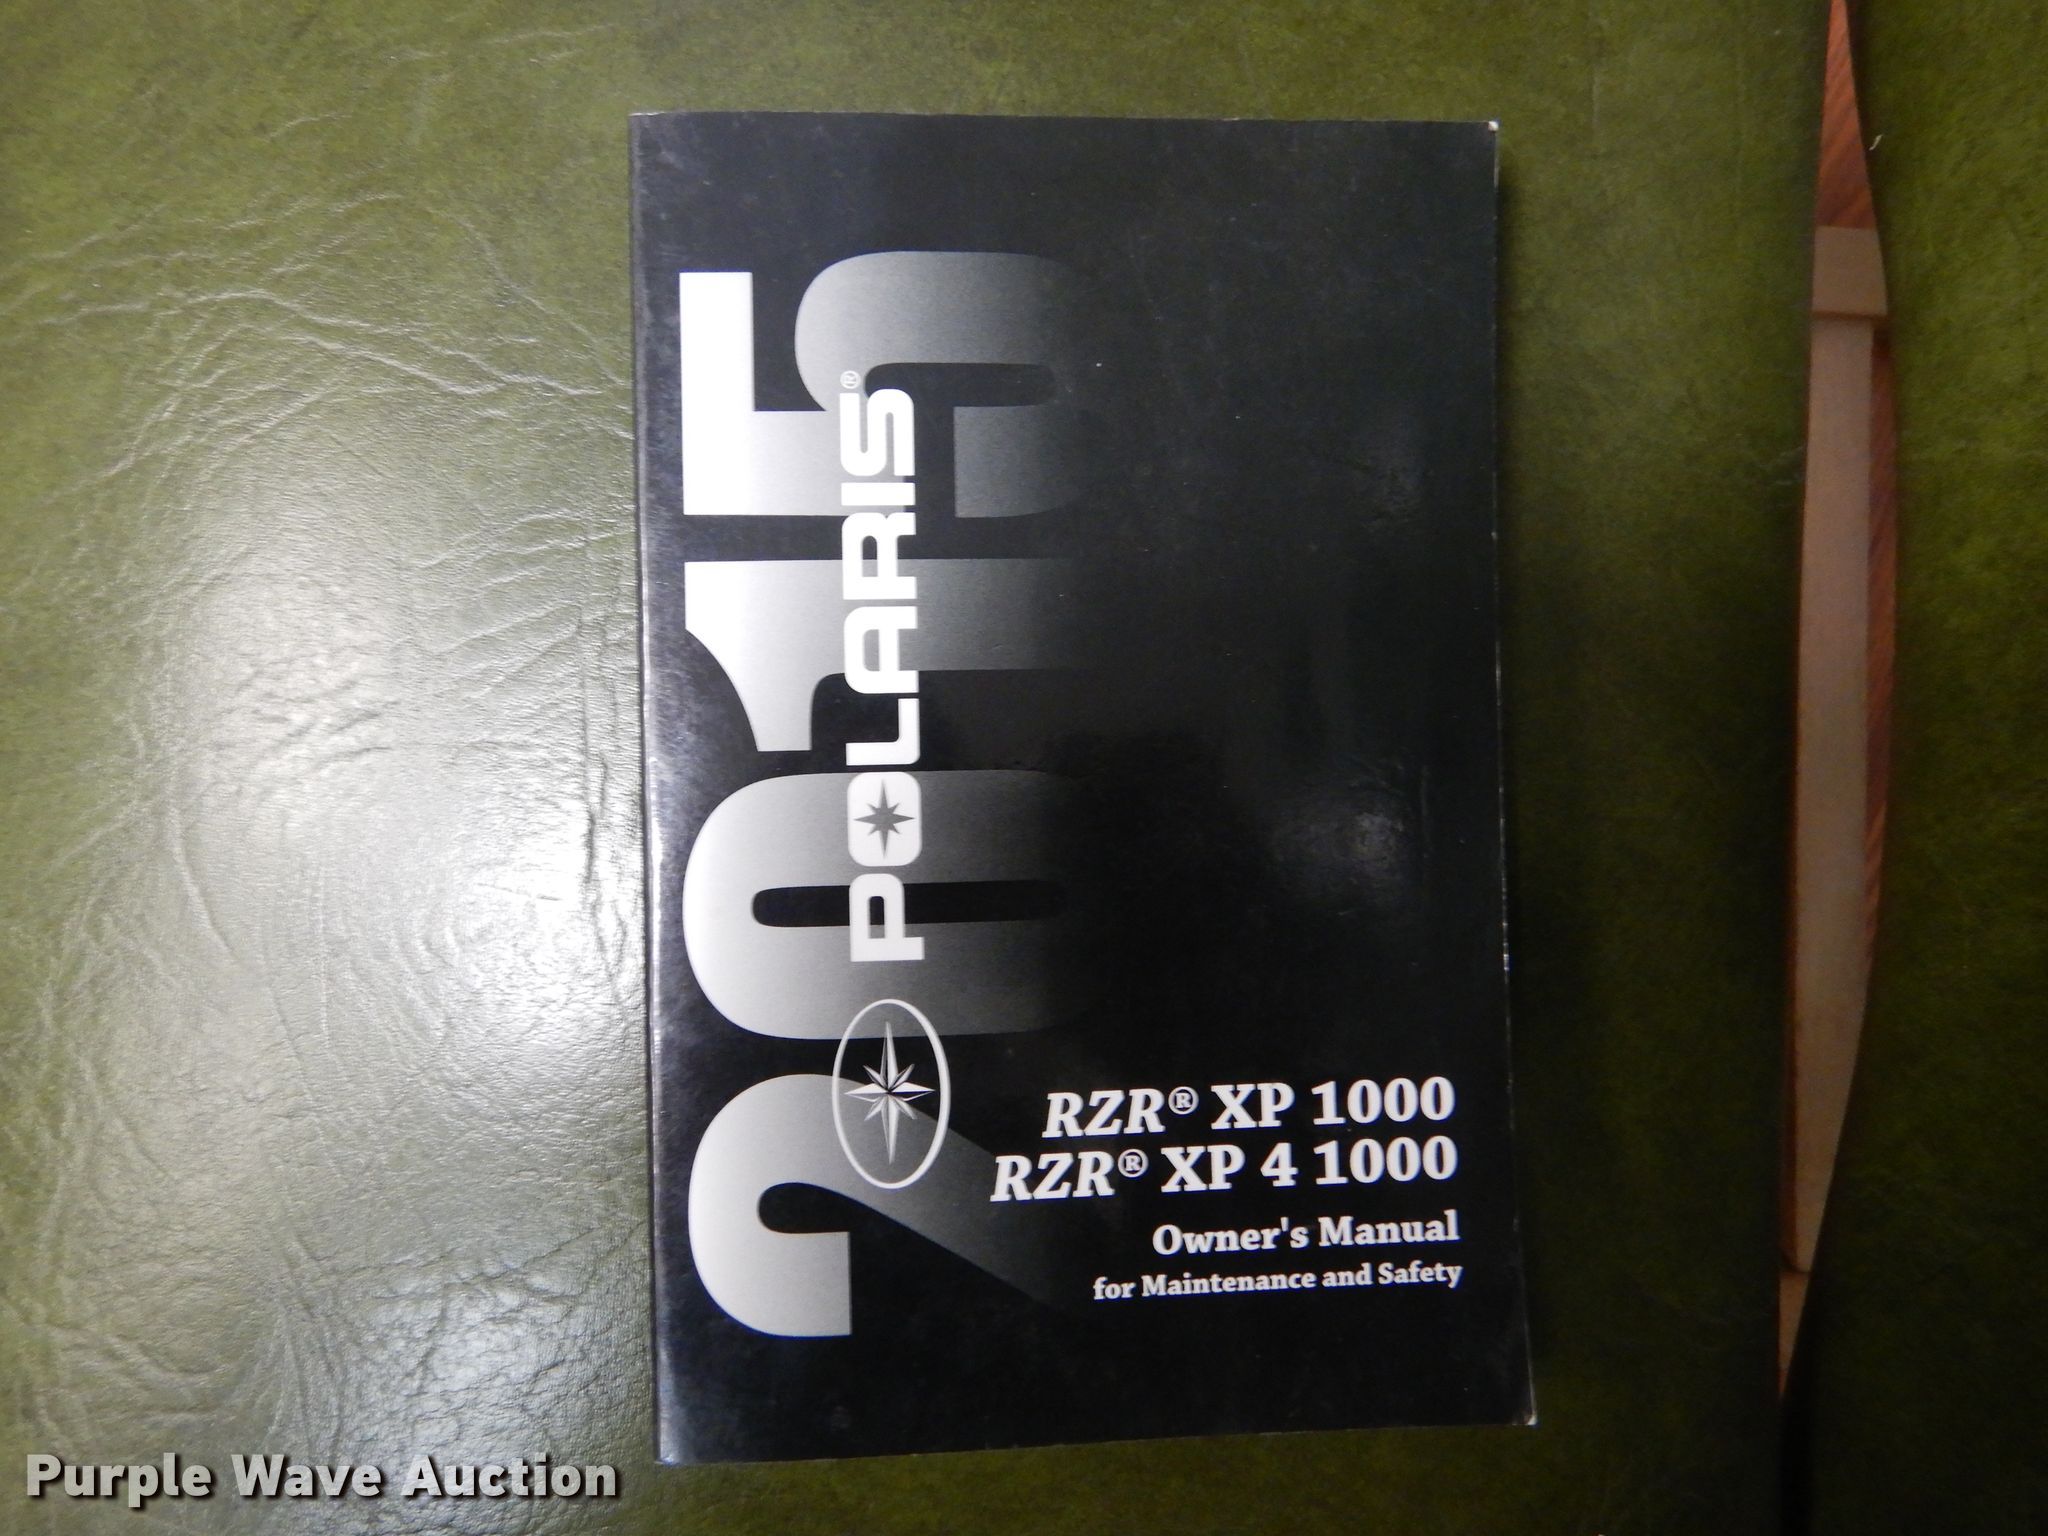 2015
POLARIS®
RZR® XP 1000
RZR® XP 4 1000
Owner's Manual
for Maintenance and Safety
Purple Wave Auction